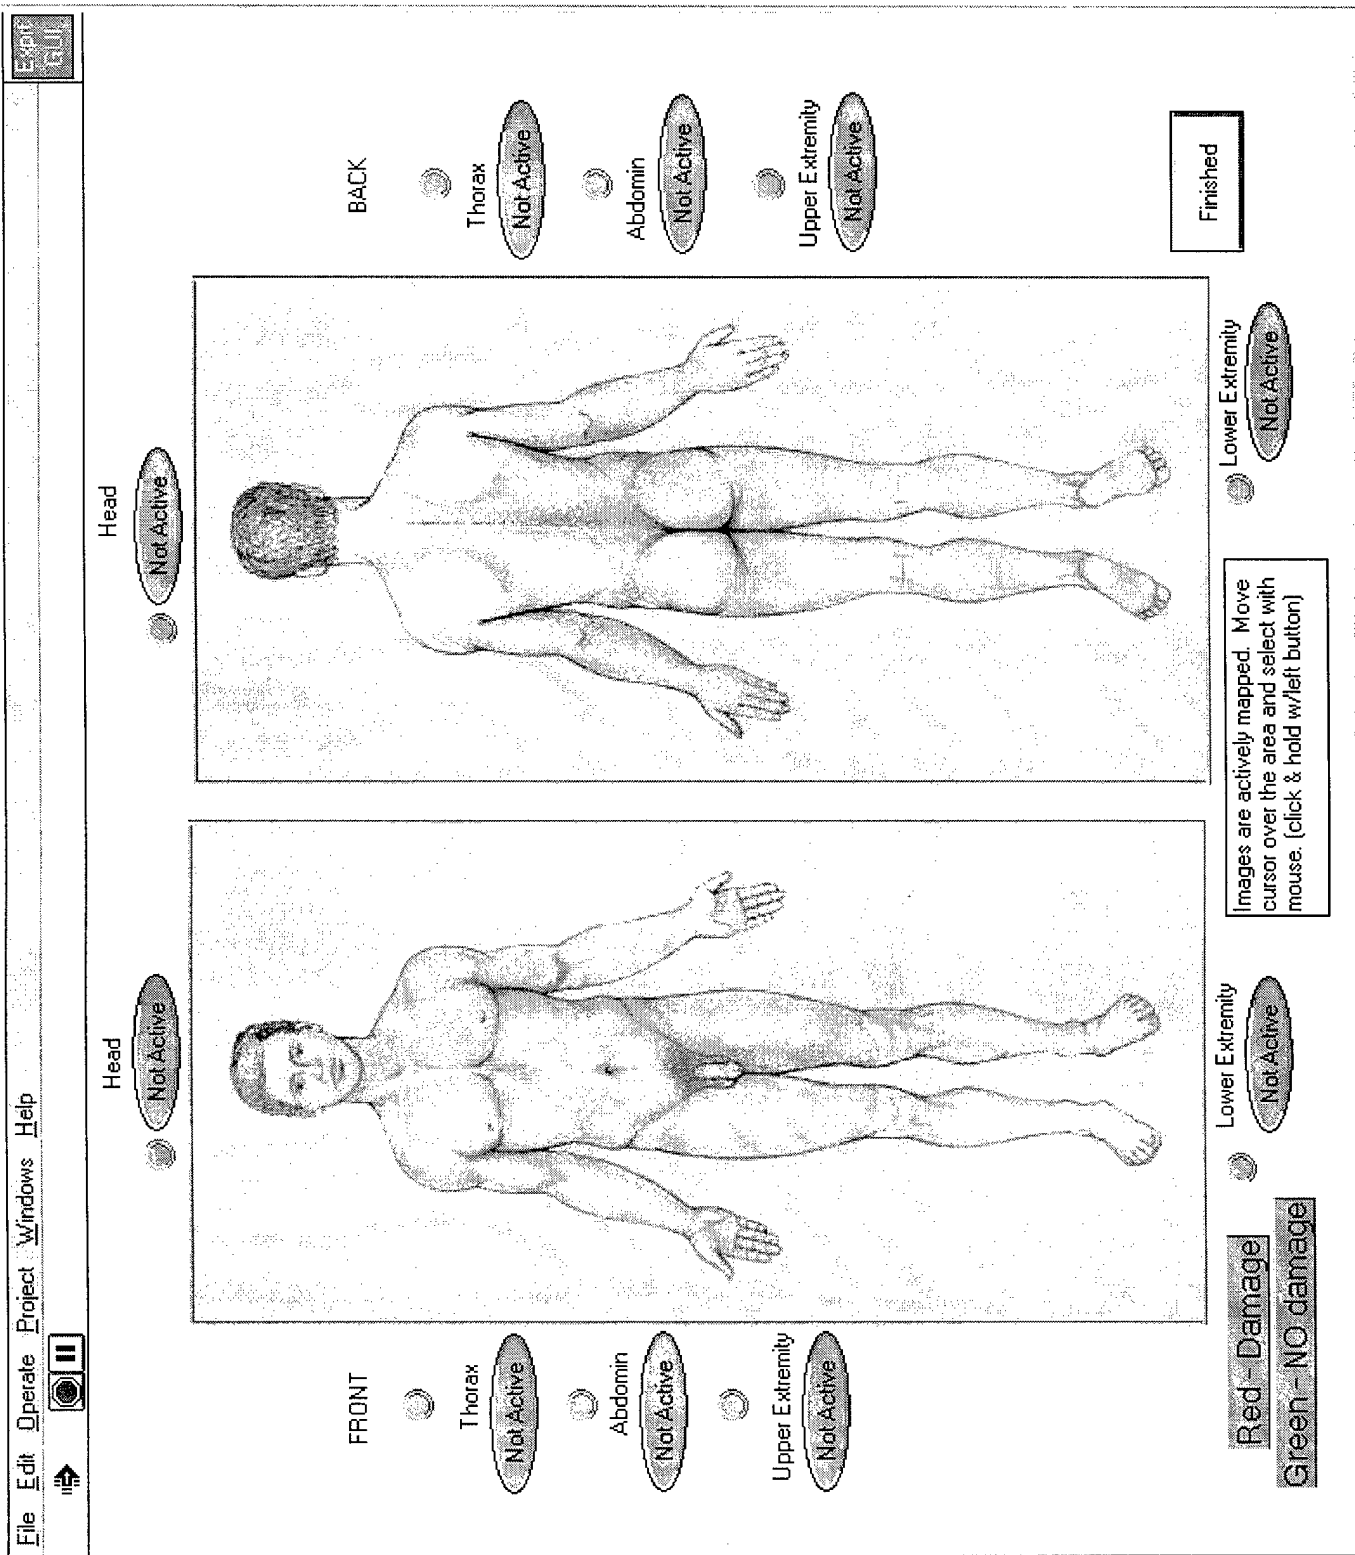 File Edit Operate Project Windows Help
Exprt
GUI
Head
Not Active
Head
Not Active
FRONT
Thorax
Not Active
Abdomin
Not Active
Upper Extremity
Not Active
BACK
Thorax
Not Active
Abdomin
Not Active
Upper Extremity
Not Active
Lower Extremity
Not Active
Lower Extremity
Not Active
Red - Damage
Green - NO damage
Images are actively mapped. Move
cursor over the area and select with
mouse. (click & hold w/left button)
Finished